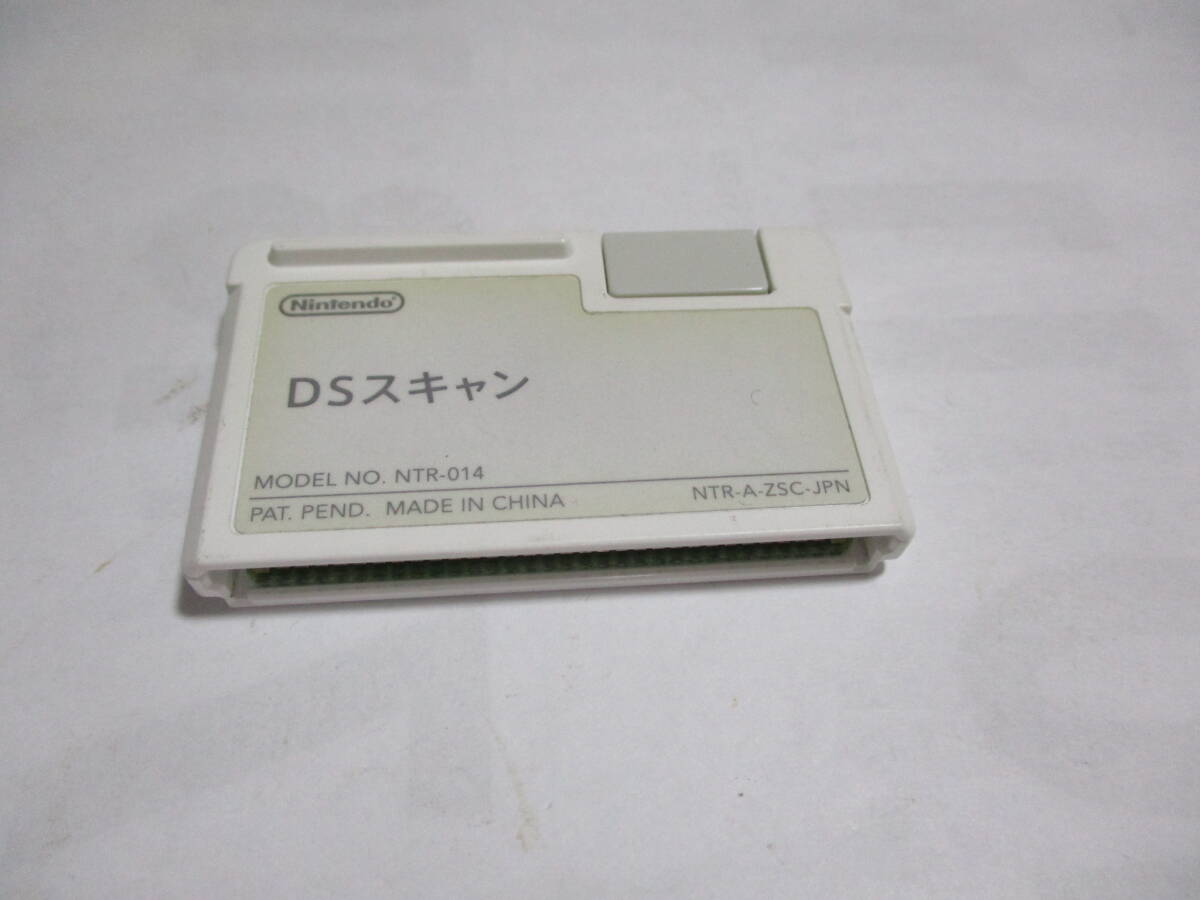 Nintendo
DSスキャン
MODEL NO. NTR-014
PAT. PEND. MADE IN CHINA
NTR-A-ZSC-JPN